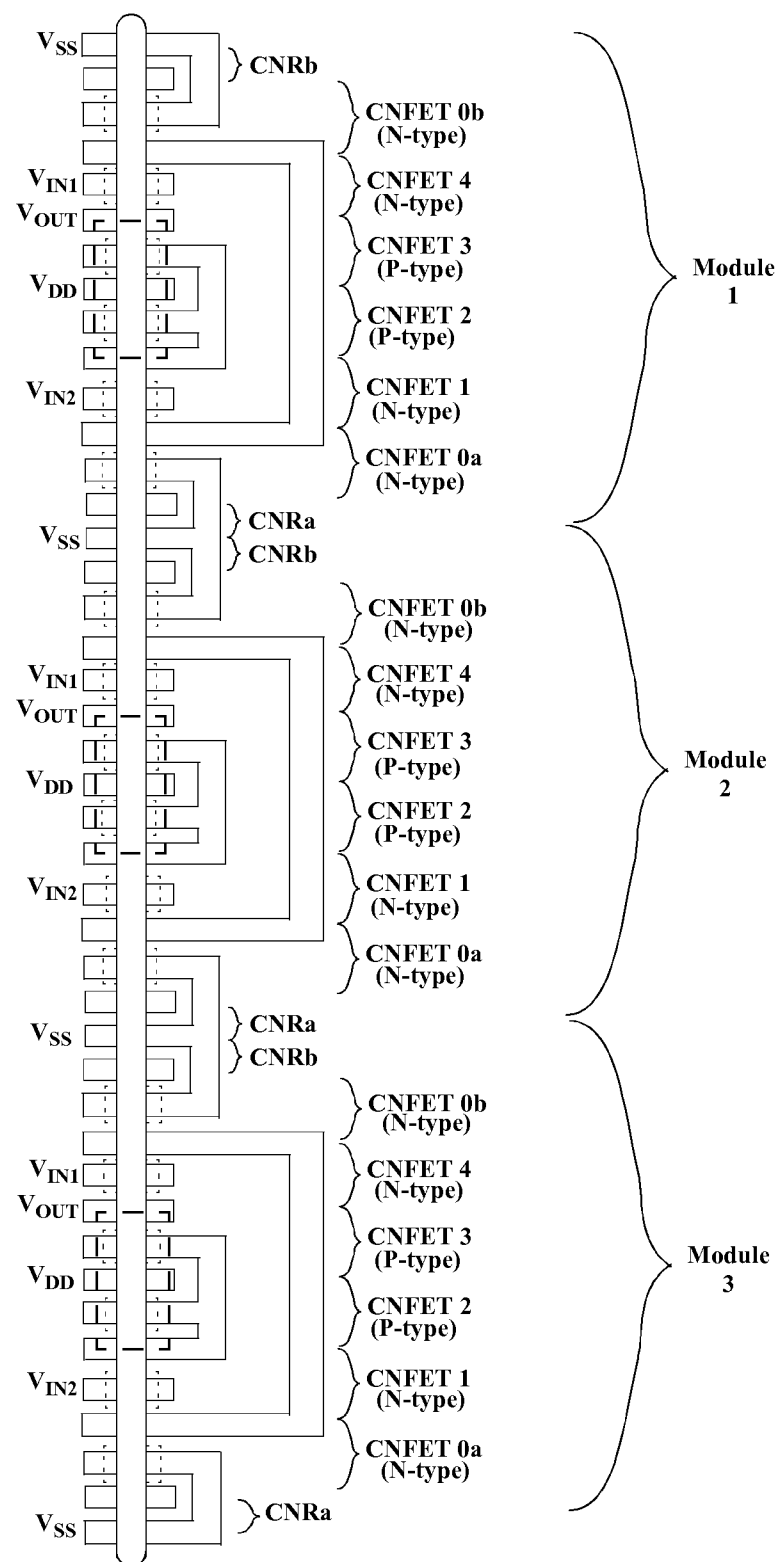 VSS
CNRb
CNFET 0b
(N-type)
VIN1
CNFET 4
(N-type)
VOUT
CNFET 3
(P-type)
Module
1
VDD
CNFET 2
(P-type)
VIN2
CNFET 1
(N-type)
CNFET 0a
(N-type)
CNRa
VSS
CNRb
CNFET 0b
(N-type)
VIN1
CNFET 4
(N-type)
VOUT
CNFET 3
(P-type)
Module
2
VDD
CNFET 2
(P-type)
VIN2
CNFET 1
(N-type)
CNFET 0a
(N-type)
CNRa
VSS
CNRb
CNFET 0b
(N-type)
VIN1
CNFET 4
(N-type)
VOUT
CNFET 3
(P-type)
Module
3
VDD
CNFET 2
(P-type)
VIN2
CNFET 1
(N-type)
CNFET 0a
(N-type)
CNRa
VSS